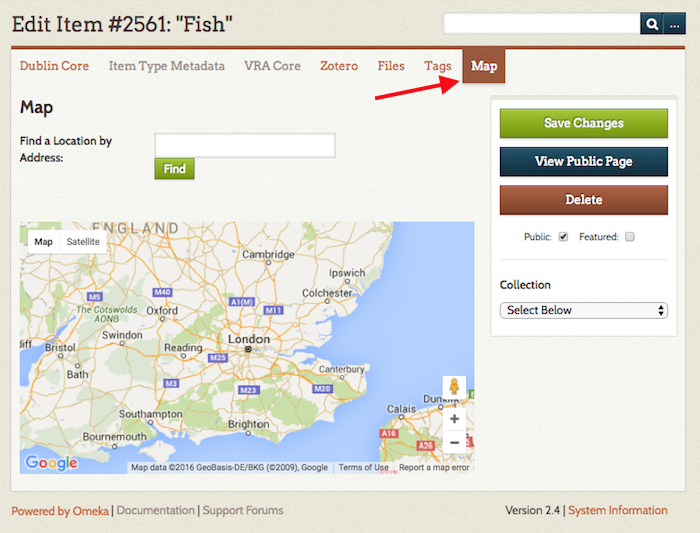 Edit Item #2561: "Fish"
...
Dublin Core Item Type Metadata VRA Core Zotero Files Tags Map
Map
Find a Location by
Address:
Find
Save Changes
View Public Page
Delete
Public: Featured:
Collection
Select Below
Map Satellite
ENGLAND
Cambridge
Ipswich
Colchester
M5
M40
A1(M)
M11
The Cotswolds
AONB
Oxford
Swindon
London
Bristol
Reading
M25
Bath
Canterbury
M3
M23
M20
Southampton
Calais
Brighton
Bournemouth
A16
A26
+
−
Google
Map data ©2016 GeoBasis-DE/BKG (©2009), Google Terms of Use Report a map error
Powered by Omeka | Documentation | Support Forums
Version 2.4 | System Information